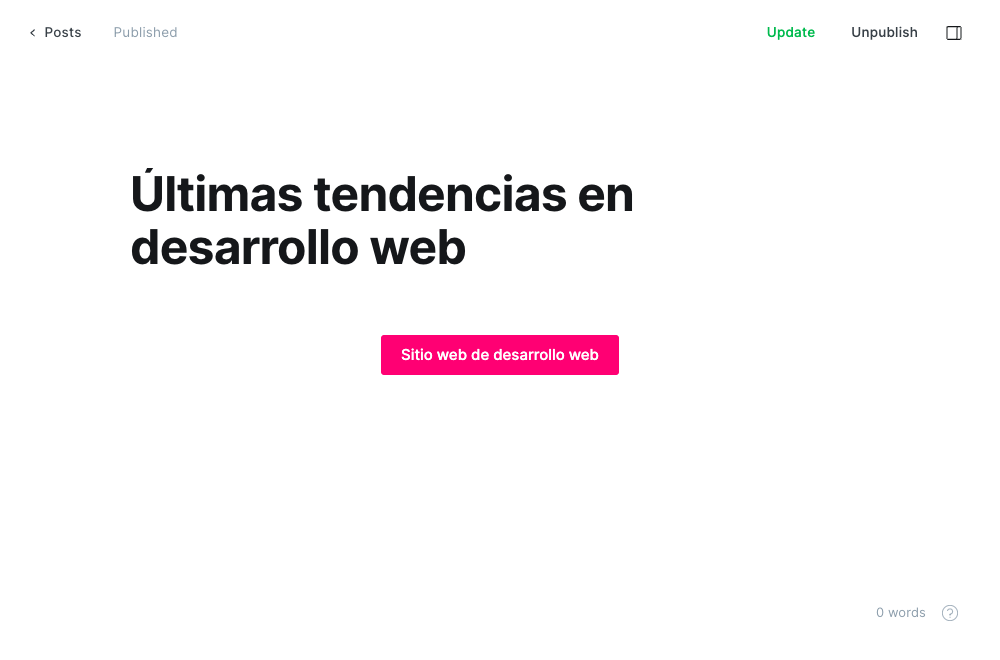 Posts
Published
Update
Unpublish
Últimas tendencias en
desarrollo web
Sitio web de desarrollo web
0 words
?